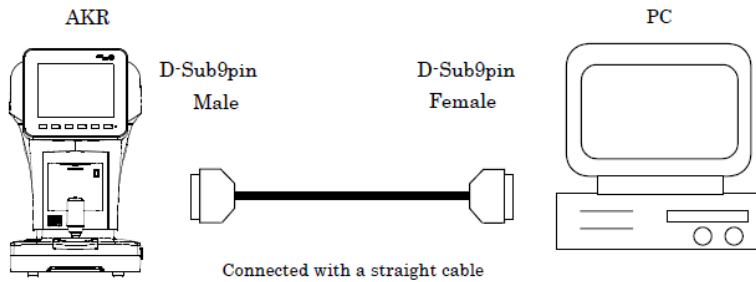 AKR
PC
D-Sub9pin
Male
D-Sub9pin
Female
Connected with a straight cable